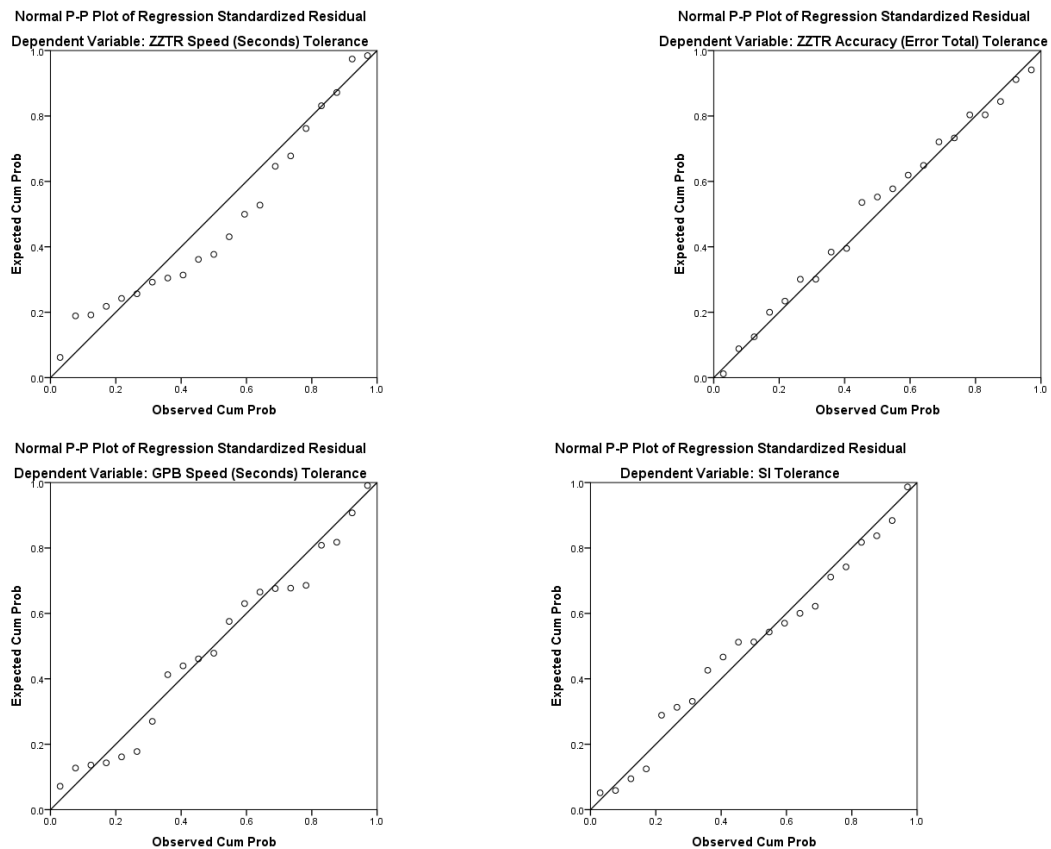 Normal P-P Plot of Regression Standardized Residual
Dependent Variable: ZZTR Speed (Seconds) Tolerance
1.0
0.8
0.6
0.4
0.2
0.0
Expected Cum Prob
0.0 0.2 0.4 0.6 0.8 1.0
Observed Cum Prob
Normal P-P Plot of Regression Standardized Residual
Dependent Variable: ZZTR Accuracy (Error Total) Tolerance
1.0
0.8
0.6
0.4
0.2
0.0
Expected Cum Prob
0.0 0.2 0.4 0.6 0.8 1.0
Observed Cum Prob
Normal P-P Plot of Regression Standardized Residual
Dependent Variable: GPB Speed (Seconds) Tolerance
1.0
0.8
0.6
0.4
0.2
0.0
Expected Cum Prob
0.0 0.2 0.4 0.6 0.8 1.0
Observed Cum Prob
Normal P-P Plot of Regression Standardized Residual
Dependent Variable: SI Tolerance
1.0
0.8
0.6
0.4
0.2
0.0
Expected Cum Prob
0.0 0.2 0.4 0.6 0.8 1.0
Observed Cum Prob